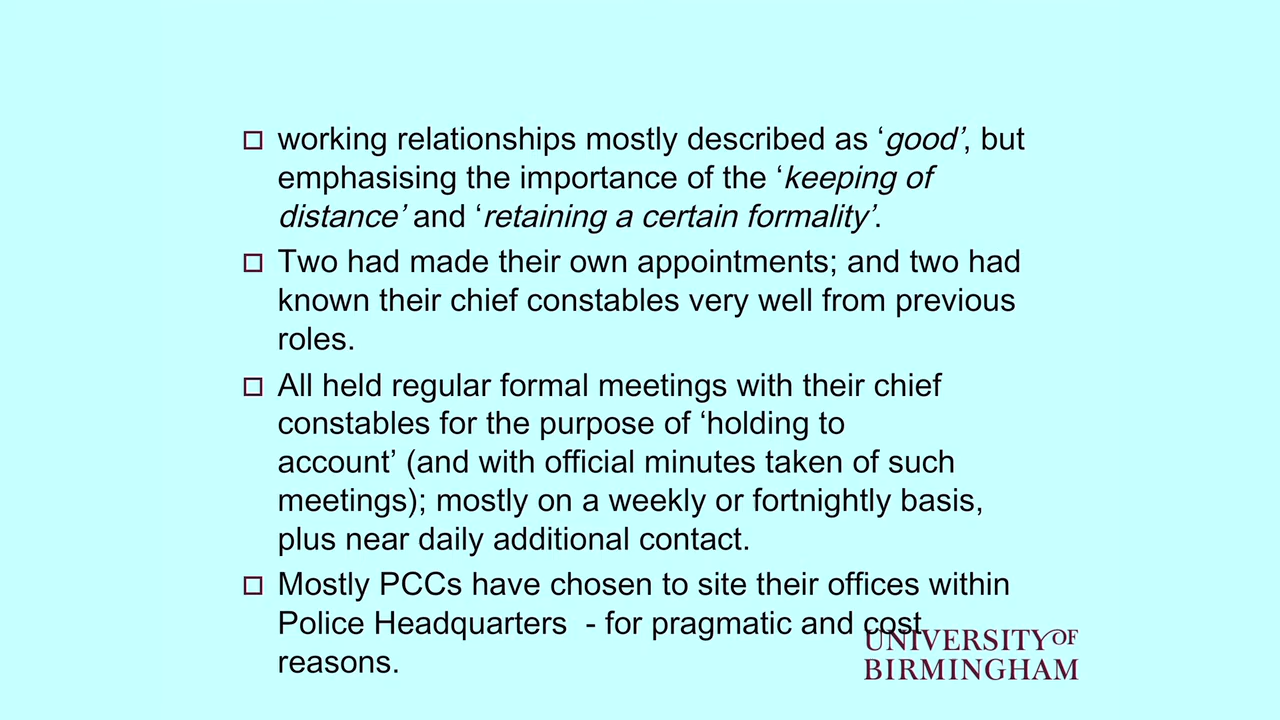 working relationships mostly described as ‘good’, but
emphasising the importance of the ‘keeping of
distance’ and ‘retaining a certain formality’.
Two had made their own appointments; and two had
known their chief constables very well from previous
roles.
All held regular formal meetings with their chief
constables for the purpose of ‘holding to
account’ (and with official minutes taken of such
meetings); mostly on a weekly or fortnightly basis,
plus near daily additional contact.
Mostly PCCs have chosen to site their offices within
Police Headquarters  - for pragmatic and cost
reasons.
UNIVERSITY OF
BIRMINGHAM